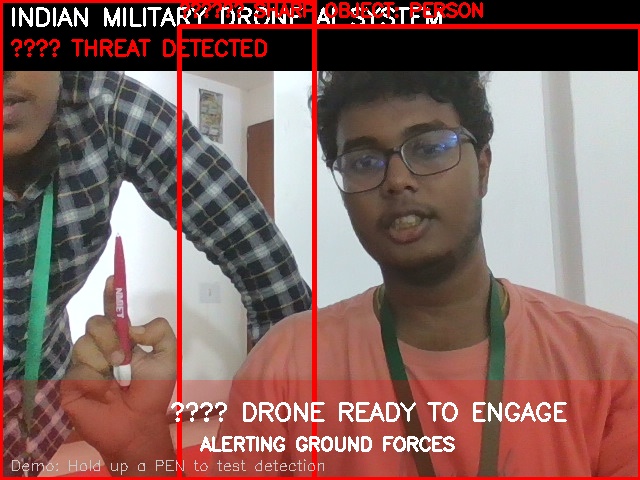 INDIAN MILITARY DRONE AI SYSTEM
?????? SHARP OBJECT: PERSON
???? THREAT DETECTED
NMIET
???? DRONE READY TO ENGAGE
ALERTING GROUND FORCES
Demo: Hold up a PEN to test detection